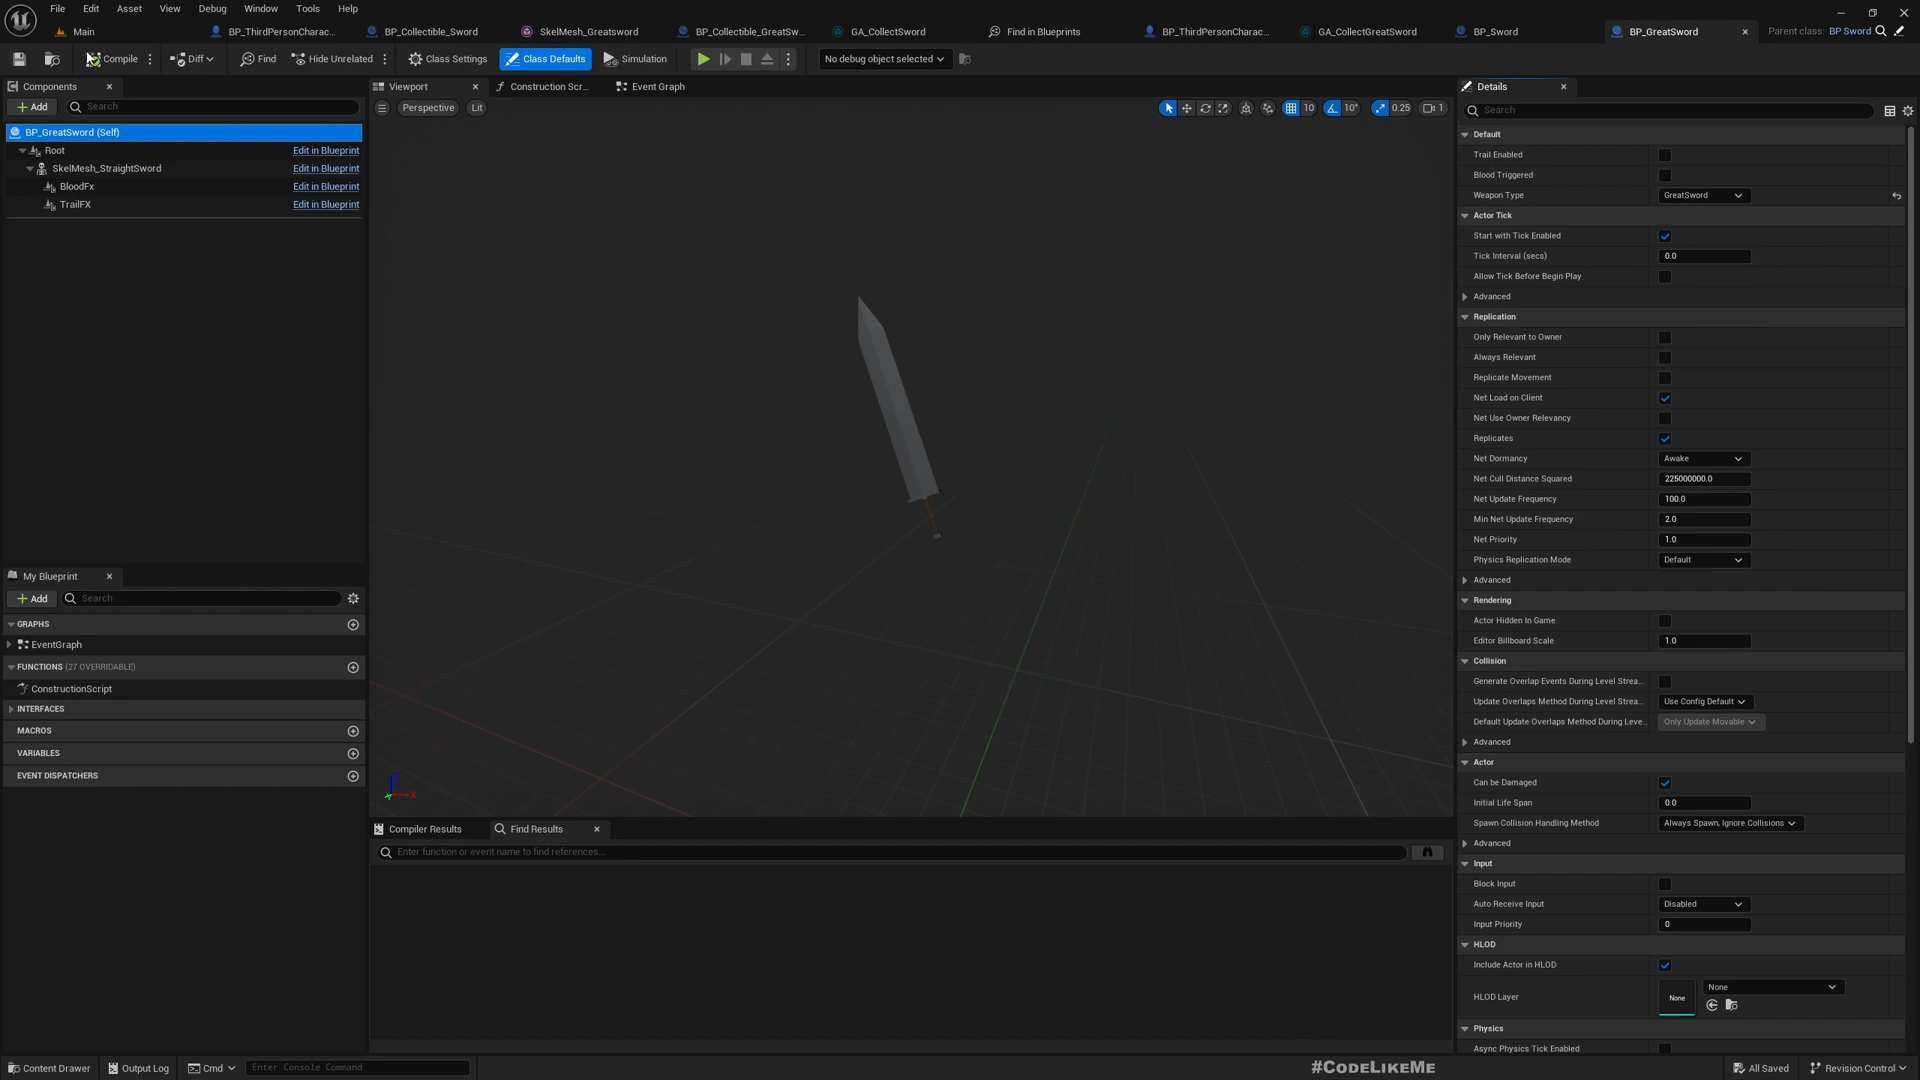 File Edit Asset View Debug Window Tools Help
Main BP_ThirdPersonCharac... BP_Collectible_Sword SkelMesh_Greatsword BP_Collectible_GreatSw... GA_CollectSword Find in Blueprints BP_ThirdPersonCharac... GA_CollectGreatSword BP_Sword BP_GreatSword Parent class: BP Sword
Compile Diff Find Hide Unrelated Class Settings Class Defaults Simulation No debug object selected
Components Viewport Construction Scr... Event Graph Details
Add Search Perspective Lit 10 10° 0.25 1 Search
BP_GreatSword (Self)
Root Edit in Blueprint
SkelMesh_StraightSword Edit in Blueprint
BloodFx Edit in Blueprint
TrailFX Edit in Blueprint
My Blueprint
Add Search
GRAPHS
EventGraph
FUNCTIONS (27 OVERRIDABLE)
ConstructionScript
INTERFACES
MACROS
VARIABLES
EVENT DISPATCHERS
Compiler Results Find Results
Enter function or event name to find references...
Default
Trail Enabled
Blood Triggered
Weapon Type GreatSword
Actor Tick
Start with Tick Enabled
Tick Interval (secs) 0.0
Allow Tick Before Begin Play
Advanced
Replication
Only Relevant to Owner
Always Relevant
Replicate Movement
Net Load on Client
Net Use Owner Relevancy
Replicates
Net Dormancy Awake
Net Cull Distance Squared 225000000.0
Net Update Frequency 100.0
Min Net Update Frequency 2.0
Net Priority 1.0
Physics Replication Mode Default
Advanced
Rendering
Actor Hidden In Game
Editor Billboard Scale 1.0
Collision
Generate Overlap Events During Level Strea...
Update Overlaps Method During Level Strea... Use Config Default
Default Update Overlaps Method During Leve... Only Update Movable
Advanced
Actor
Can be Damaged
Initial Life Span 0.0
Spawn Collision Handling Method Always Spawn, Ignore Collisions
Advanced
Input
Block Input
Auto Receive Input Disabled
Input Priority 0
HLOD
Include Actor in HLOD
HLOD Layer None None
Physics
Async Physics Tick Enabled
Content Drawer Output Log Cmd Enter Console Command #CODELIKEME All Saved Revision Control